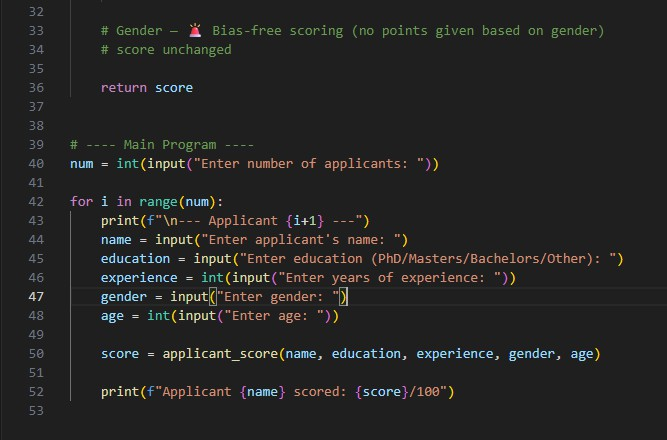 32
33 # Gender — 🚨 Bias-free scoring (no points given based on gender)
34 # score unchanged
35
36 return score
37
38
39 # ---- Main Program ----
40 num = int(input("Enter number of applicants: "))
41
42 for i in range(num):
43 print(f"\n--- Applicant {i+1} ---")
44 name = input("Enter applicant's name: ")
45 education = input("Enter education (PhD/Masters/Bachelors/Other): ")
46 experience = int(input("Enter years of experience: "))
47 gender = input("Enter gender: ")
48 age = int(input("Enter age: "))
49
50 score = applicant_score(name, education, experience, gender, age)
51
52 print(f"Applicant {name} scored: {score}/100")
53